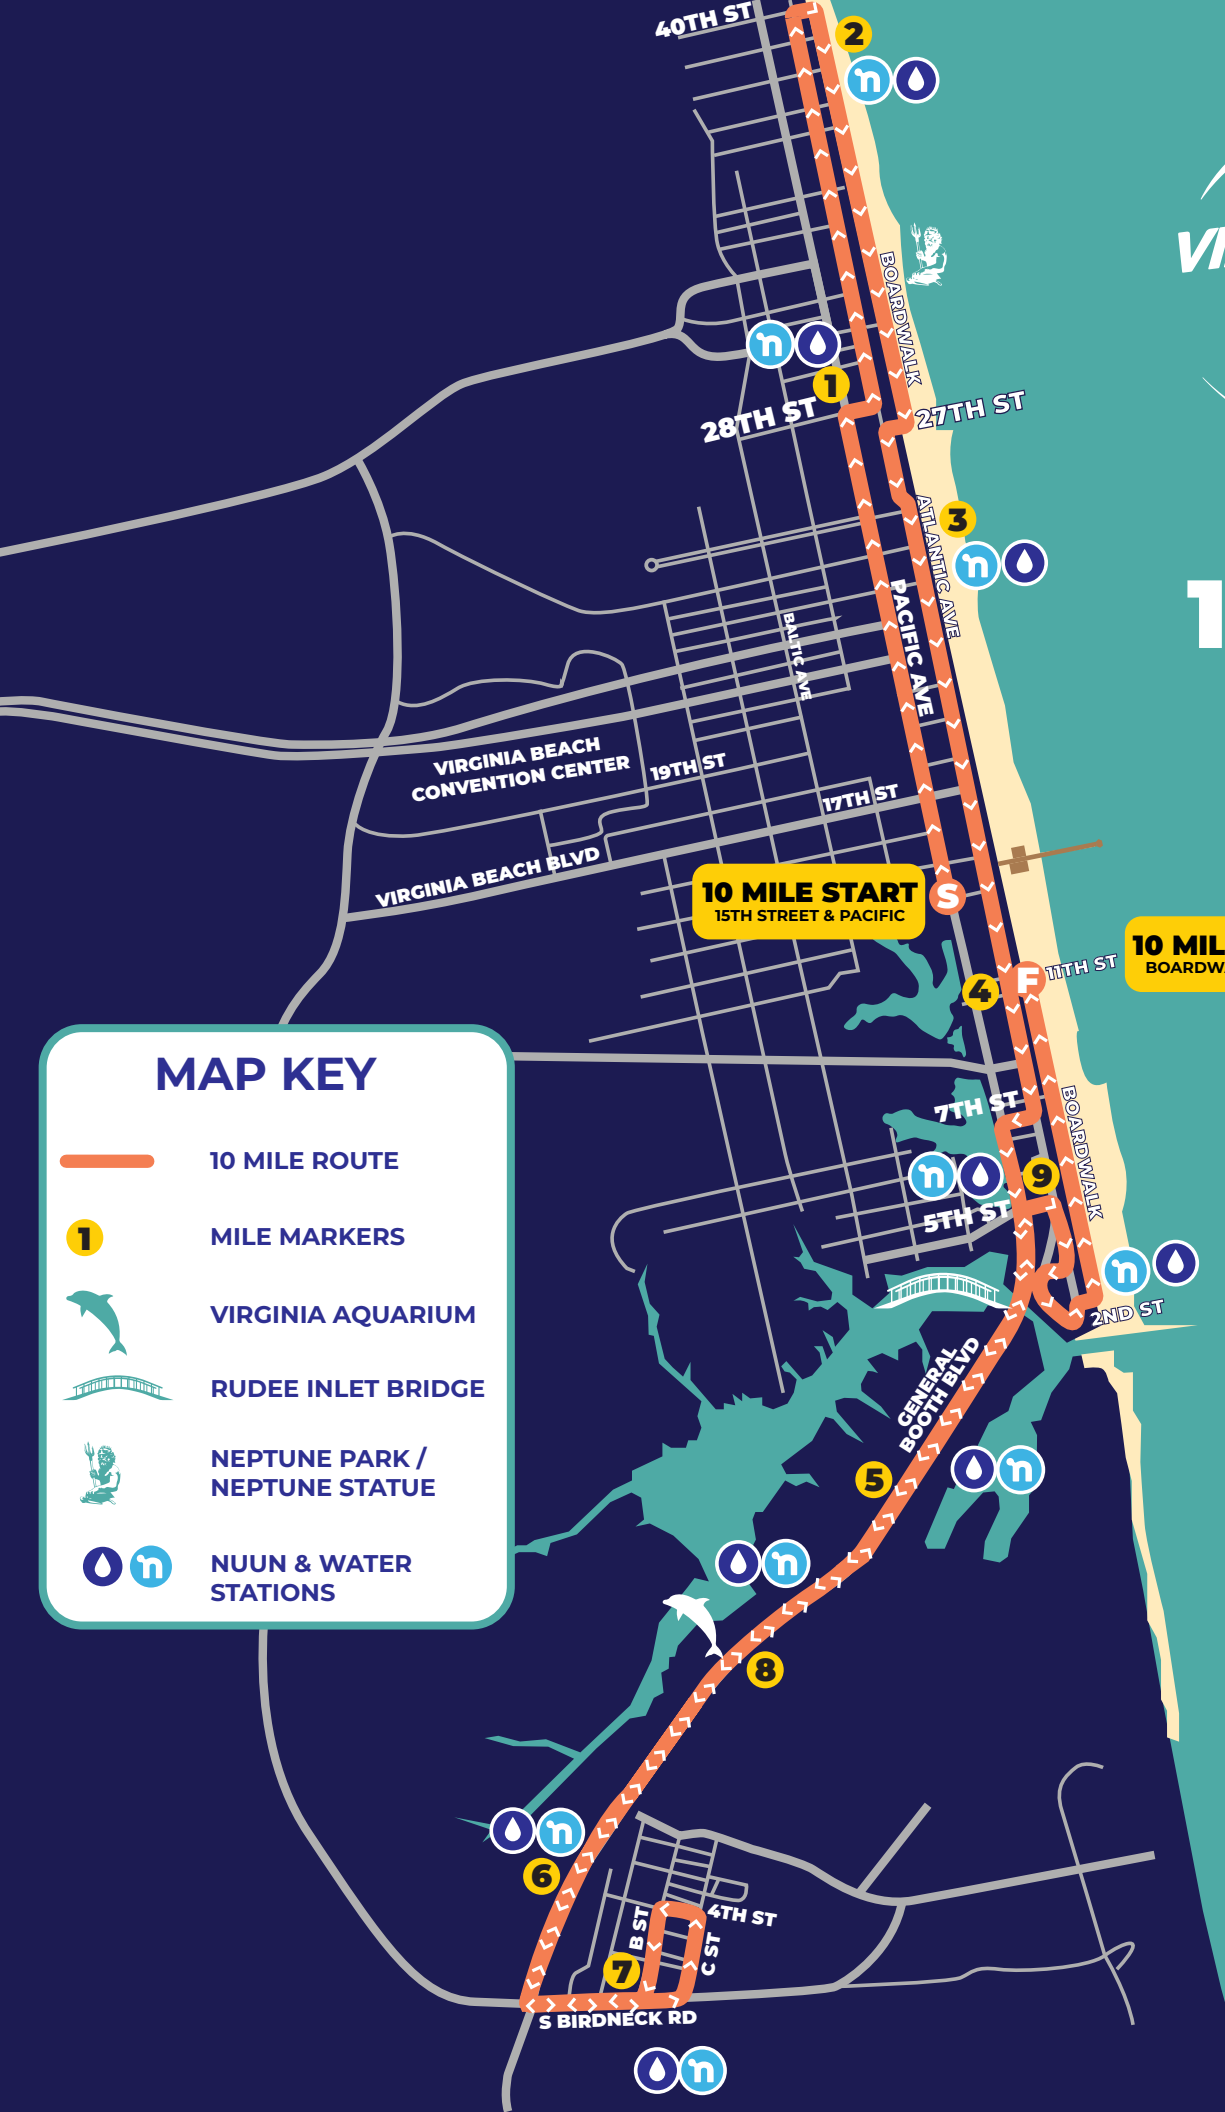 40TH ST
2
BOARDWALK
1
28TH ST
27TH ST
3
ATLANTIC AVE
PACIFIC AVE
BALTIC AVE
VIRGINIA BEACH
CONVENTION CENTER
19TH ST
17TH ST
VIRGINIA BEACH BLVD
10 MILE START
15TH STREET & PACIFIC
S
4
F
11TH ST
10 MIL
BOARDW
7TH ST
BOARDWALK
9
5TH ST
2ND ST
GENERAL
BOOTH BLVD
5
8
6
7
B ST
4TH ST
C ST
S BIRDNECK RD
MAP KEY
10 MILE ROUTE
1
MILE MARKERS
VIRGINIA AQUARIUM
RUDEE INLET BRIDGE
NEPTUNE PARK /
NEPTUNE STATUE
NUUN & WATER
STATIONS